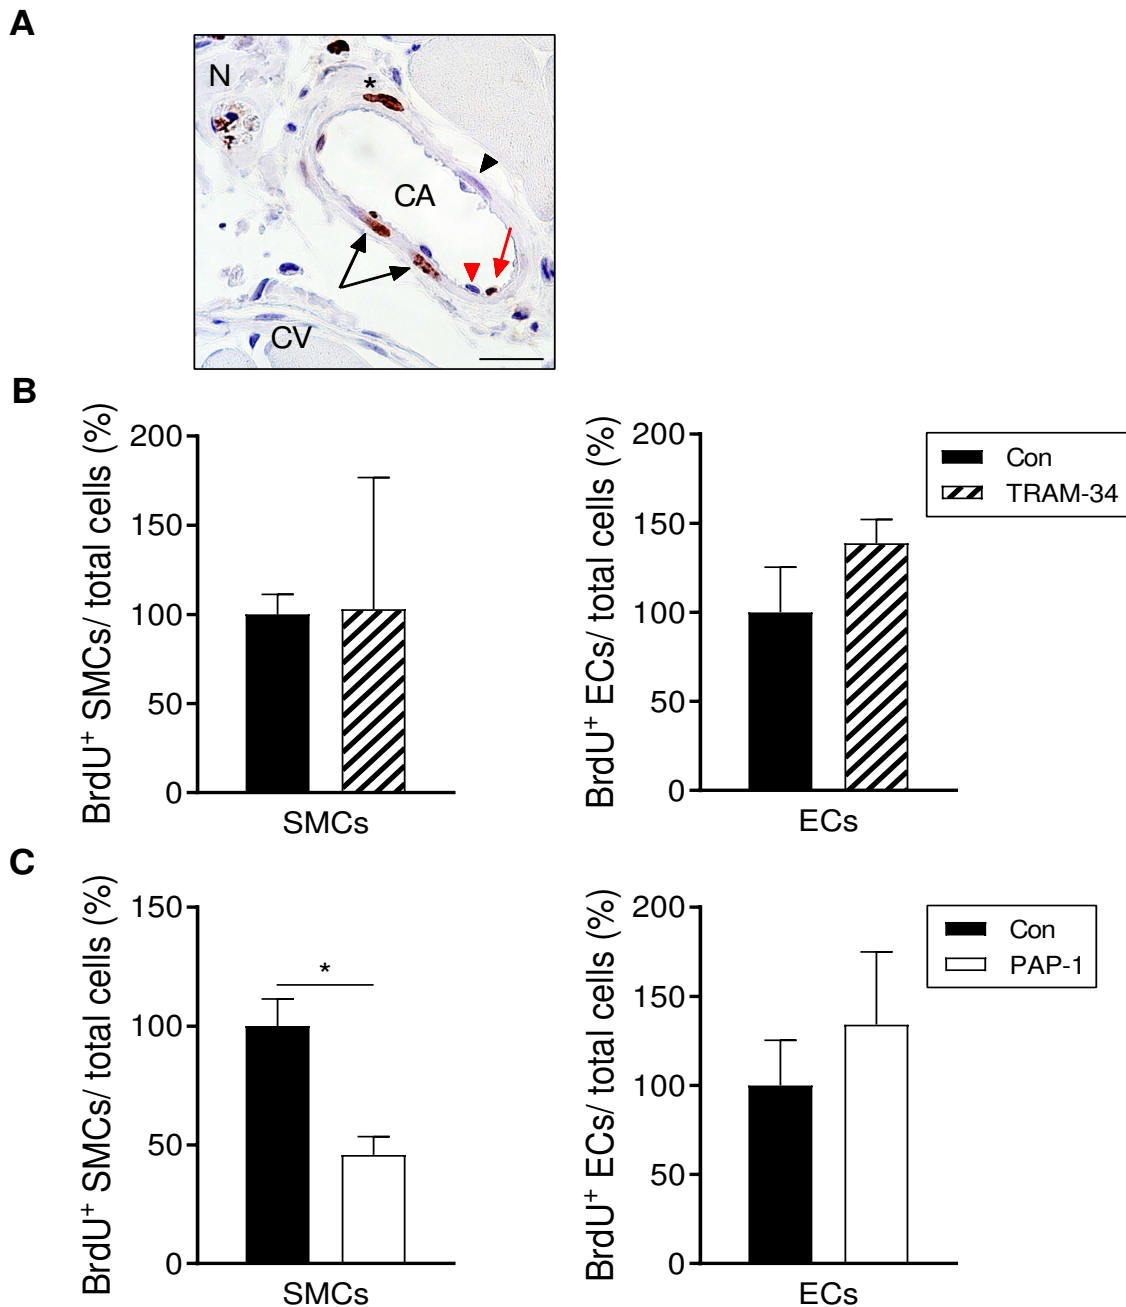 A
N
*
CA
CV
B
BrdU+ SMCs/ total cells (%)
200
150
100
50
0
SMCs
BrdU+ ECs/ total cells (%)
200
150
100
50
0
ECs
Con
TRAM-34
C
BrdU+ SMCs/ total cells (%)
150
100
50
0
*
SMCs
BrdU+ ECs/ total cells (%)
200
150
100
50
0
ECs
Con
PAP-1